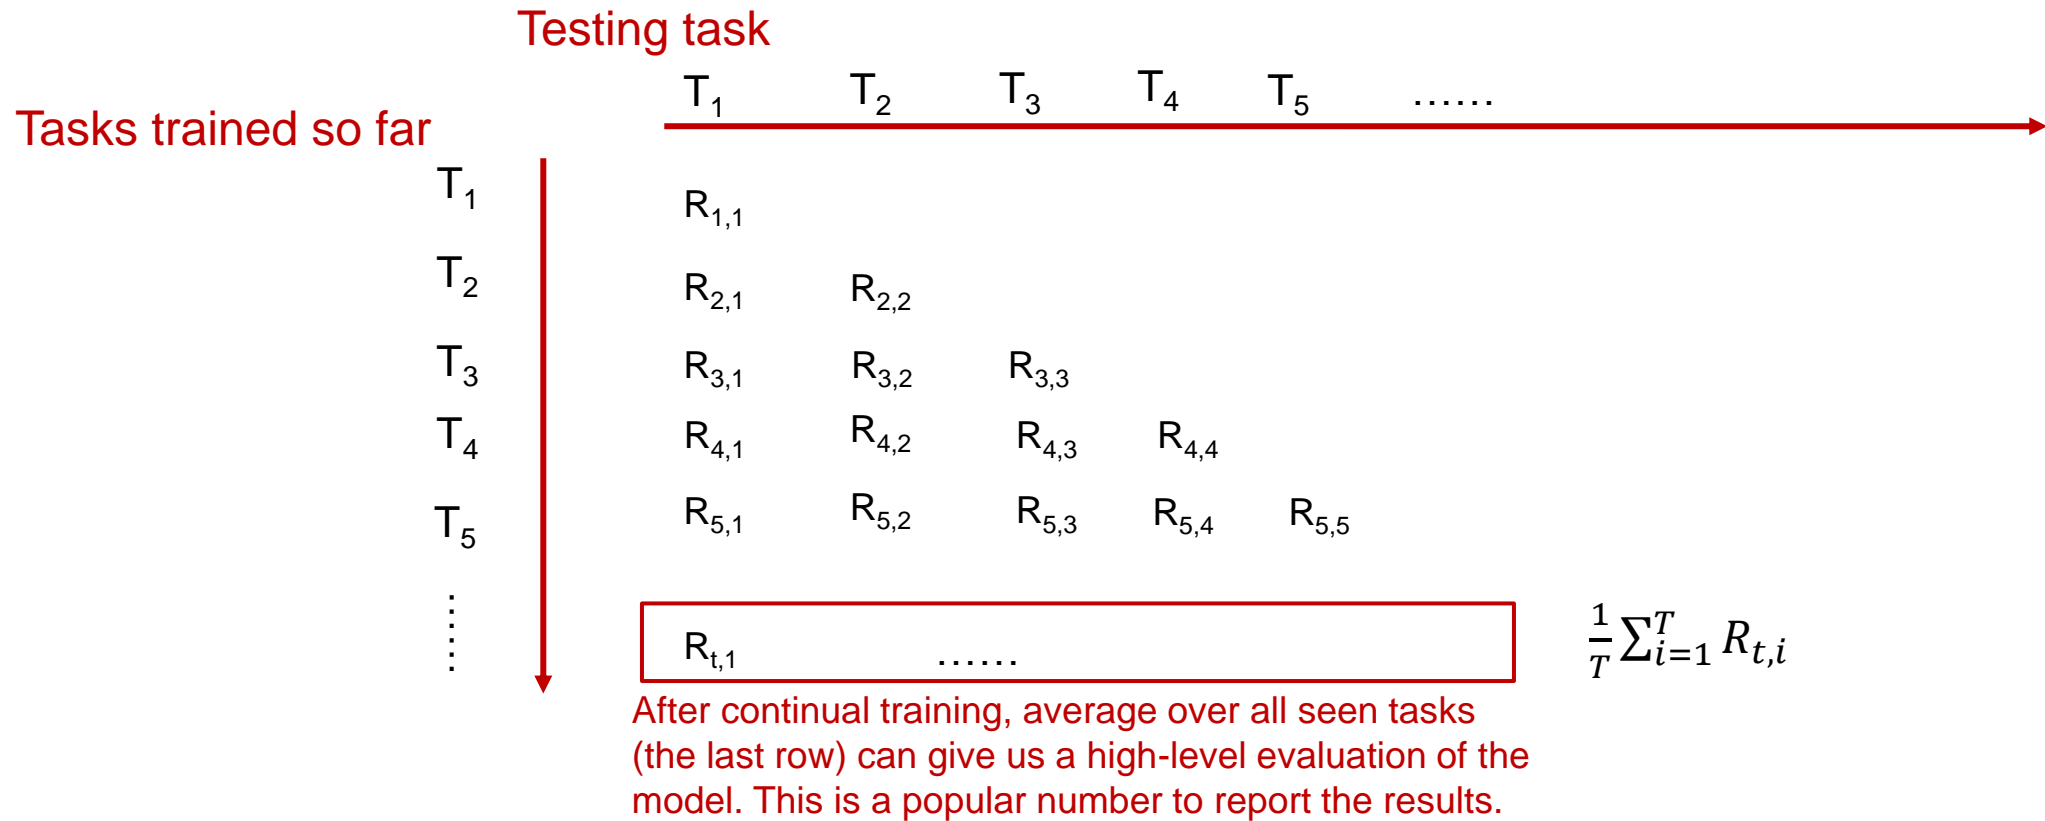 Testing task
T₁ T₂ T₃ T₄ T₅ ……
Tasks trained so far
T₁ R₁,₁
T₂ R₂,₁ R₂,₂
T₃ R₃,₁ R₃,₂ R₃,₃
T₄ R₄,₁ R₄,₂ R₄,₃ R₄,₄
T₅ R₅,₁ R₅,₂ R₅,₃ R₅,₄ R₅,₅
……
Rₜ,₁ ……
\frac{1}{T}\sum_{i=1}^{T} R_{t,i}
After continual training, average over all seen tasks
(the last row) can give us a high-level evaluation of the
model. This is a popular number to report the results.